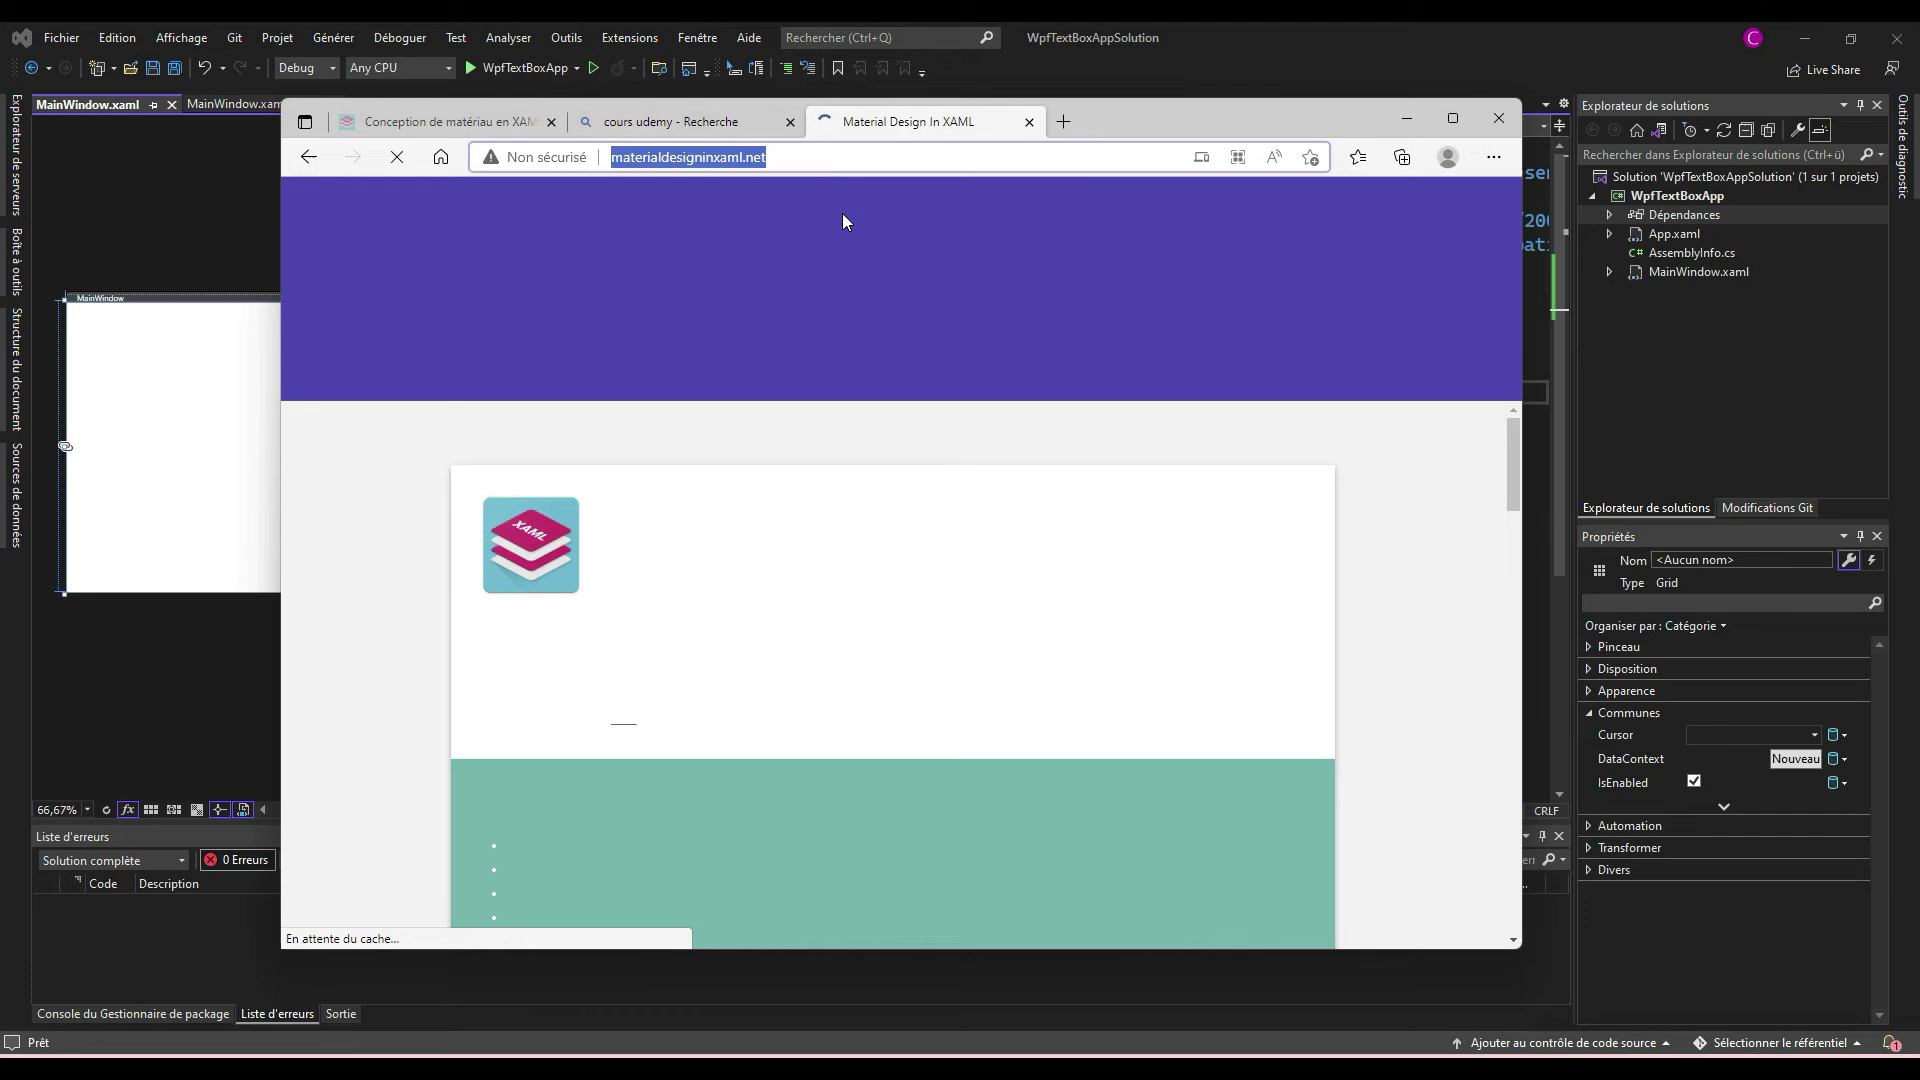 Fichier Edition Affichage Git Projet Générer Déboguer Test Analyser Outils Extensions Fenêtre Aide Rechercher (Ctrl+Q) WpfTextBoxAppSolution C
Debug Any CPU WpfTextBoxApp Live Share
MainWindow.xaml MainWindow.xam
Conception de matériau en XAM cours udemy - Recherche Material Design In XAML
Non sécurisé materialdesigninxaml.net
Explorateur de serveurs
Boîte à outils
Structure du document
Sources de données
MainWindow
XAML
En attente du cache...
66,67% fx
CRLF
Liste d'erreurs
Solution complète 0 Erreurs
Code Description
Console du Gestionnaire de package Liste d'erreurs Sortie
Prêt
Ajouter au contrôle de code source Sélectionner le référentiel 1
Explorateur de solutions
Rechercher dans Explorateur de solutions (Ctrl+ü)
Solution 'WpfTextBoxAppSolution' (1 sur 1 projets)
WpfTextBoxApp
Dépendances
App.xaml
C# AssemblyInfo.cs
MainWindow.xaml
Explorateur de solutions Modifications Git
Propriétés
Nom <Aucun nom>
Type Grid
Organiser par : Catégorie
Pinceau
Disposition
Apparence
Communes
Cursor
DataContext Nouveau
IsEnabled
Automation
Transformer
Divers
Outils de diagnostic